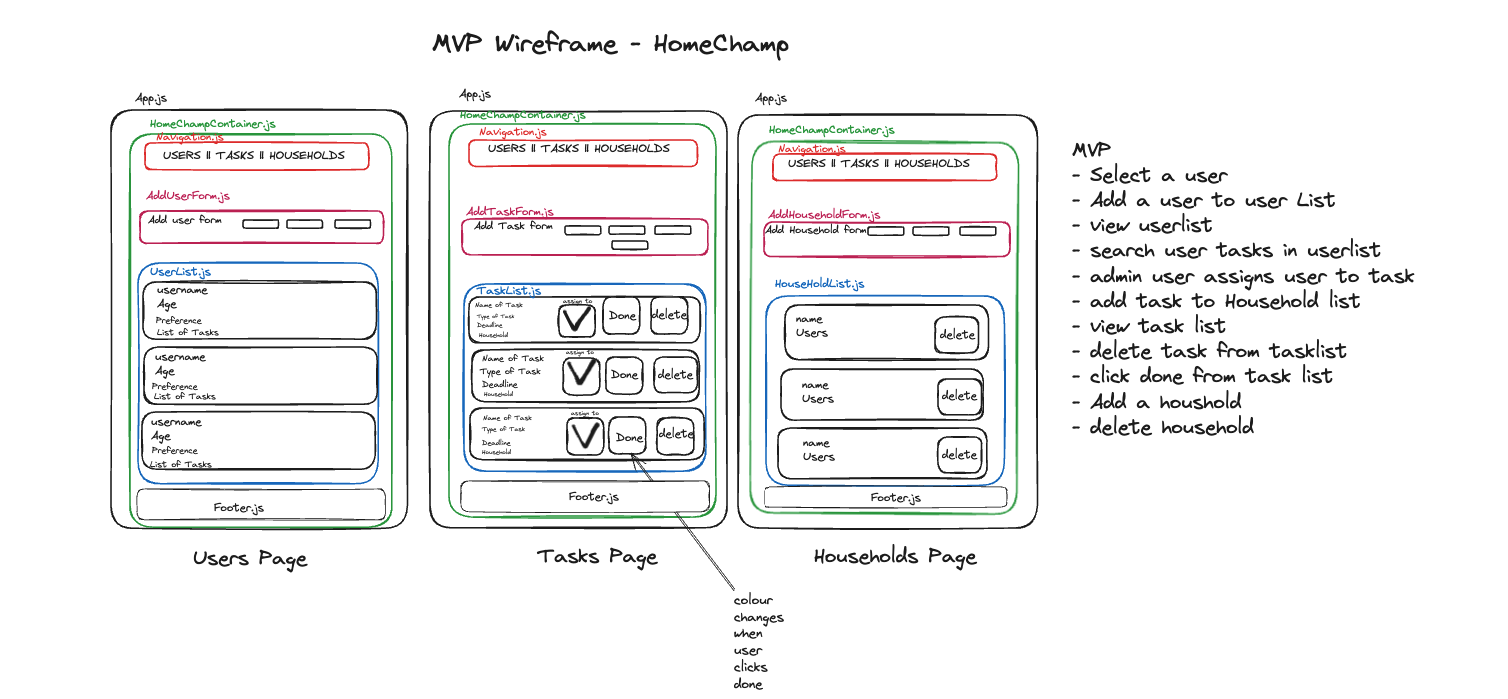 MVP Wireframe - HomeChamp
App.js
HomeChampContainer.js
Navigation.js
USERS || TASKS || HOUSEHOLDS
AddUserForm.js
Add user form
UserList.js
username
Age
Preference
List of Tasks
username
Age
Preference
List of Tasks
username
Age
Preference
List of Tasks
Footer.js
Users Page
App.js
HomeChampContainer.js
Navigation.js
USERS || TASKS || HOUSEHOLDS
AddTaskForm.js
Add Task form
TaskList.js
Name of Task
Type of Task
Deadline
Household
assign to
Done
delete
Name of Task
Type of Task
Deadline
Household
assign to
Done
delete
Name of Task
Type of Task
Deadline
Household
assign to
Done
delete
Footer.js
Tasks Page
colour
changes
when
user
clicks
done
App.js
HomeChampContainer.js
Navigation.js
USERS || TASKS || HOUSEHOLDS
AddHouseholdForm.js
Add Household form
HouseHoldList.js
name
Users
delete
name
Users
delete
name
Users
delete
Footer.js
Households Page
MVP
- Select a user
- Add a user to user List
- view userlist
- search user tasks in userlist
- admin user assigns user to task
- add task to Household list
- view task list
- delete task from tasklist
- click done from task list
- Add a houshold
- delete household